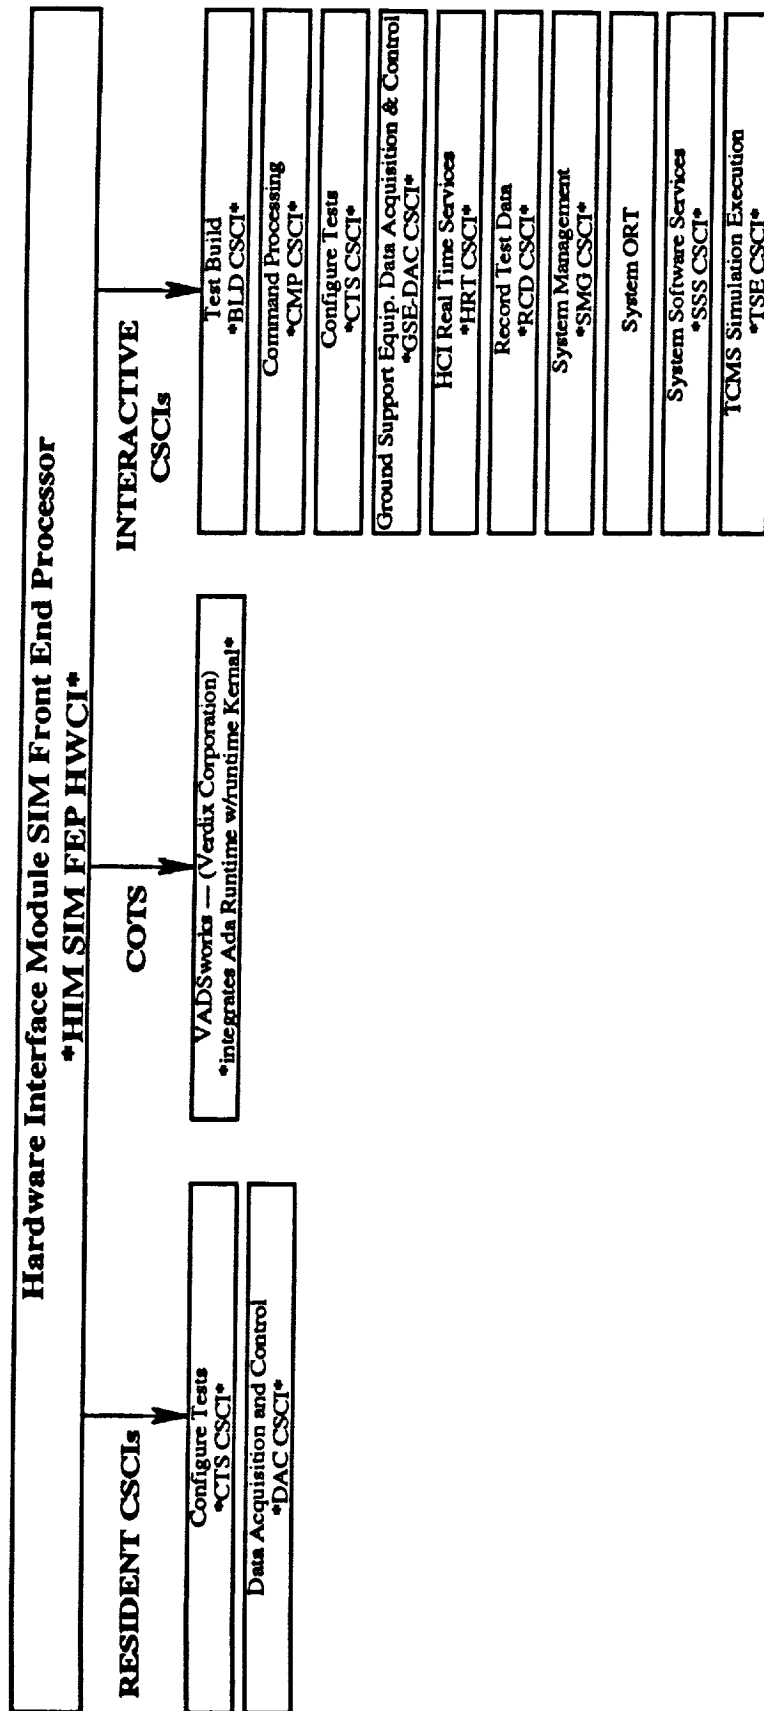 Hardware Interface Module SIM Front End Processor
*HIM SIM FEP HWCI*
RESIDENT CSCIs
Configure Tests
*CTS CSCI*
Data Acquisition and Control
*DAC CSCI*
COTS
VADSworks — (Verdix Corporation)
*integrates Ada Runtime w/runtime Kernal*
INTERACTIVE
CSCIs
Test Build
*BLD CSCI*
Command Processing
*CMP CSCI*
Configure Tests
*CTS CSCI*
Ground Support Equip. Data Acquisition & Control
*GSE-DAC CSCI*
HCI Real Time Services
*HRT CSCI*
Record Test Data
*RCD CSCI*
System Management
*SMG CSCI*
System ORT
System Software Services
*SSS CSCI*
TCMS Simulation Execution
*TSE CSCI*